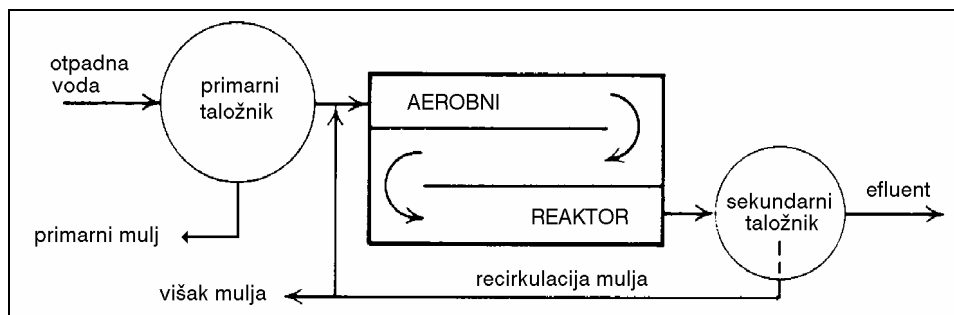 otpadna
voda
primarni
taložnik
AEROBNI
REAKTOR
sekundarni
taložnik
efluent
primarni mulj
višak mulja
recirkulacija mulja